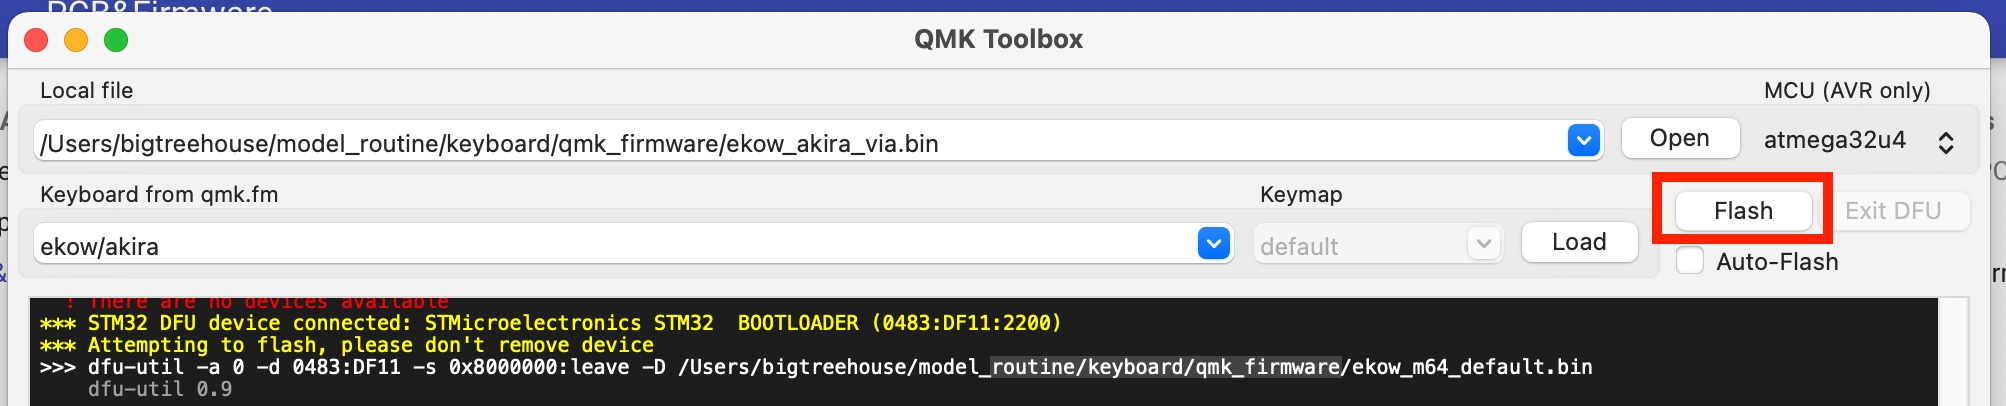 PCB&Firmware
QMK Toolbox
Local file
MCU (AVR only)
/Users/bigtreehouse/model_routine/keyboard/qmk_firmware/ekow_akira_via.bin
Open
atmega32u4
Keyboard from qmk.fm
Keymap
Flash
Exit DFU
ekow/akira
default
Load
Auto-Flash
! There are no devices available
*** STM32 DFU device connected: STMicroelectronics STM32  BOOTLOADER (0483:DF11:2200)
*** Attempting to flash, please don't remove device
>>> dfu-util -a 0 -d 0483:DF11 -s 0x8000000:leave -D /Users/bigtreehouse/model_routine/keyboard/qmk_firmware/ekow_m64_default.bin
dfu-util 0.9